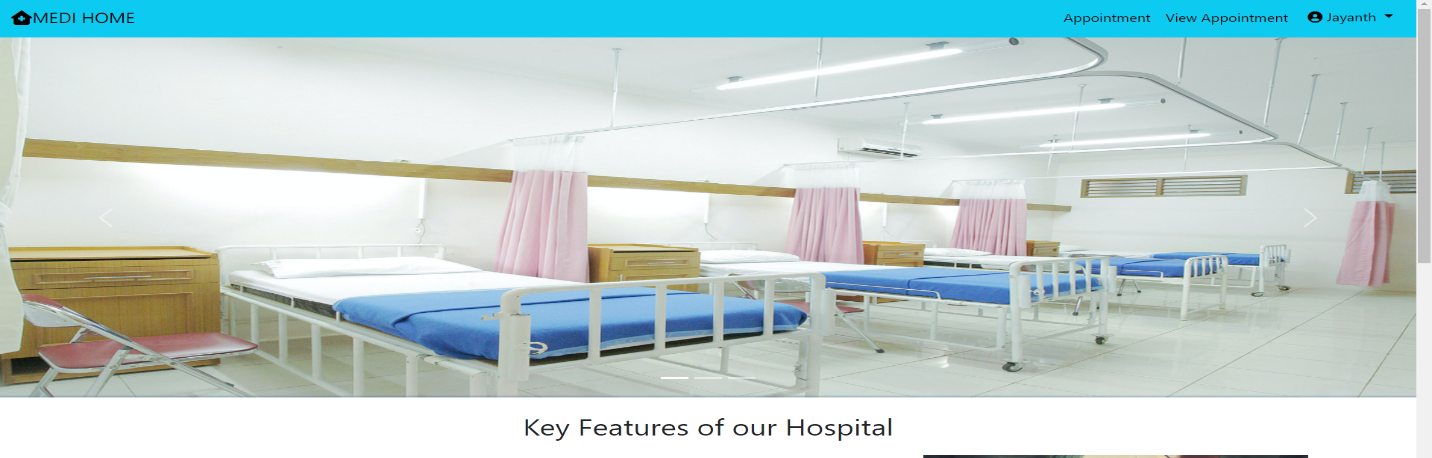 MEDI HOME
Appointment View Appointment Jayanth
Key Features of our Hospital